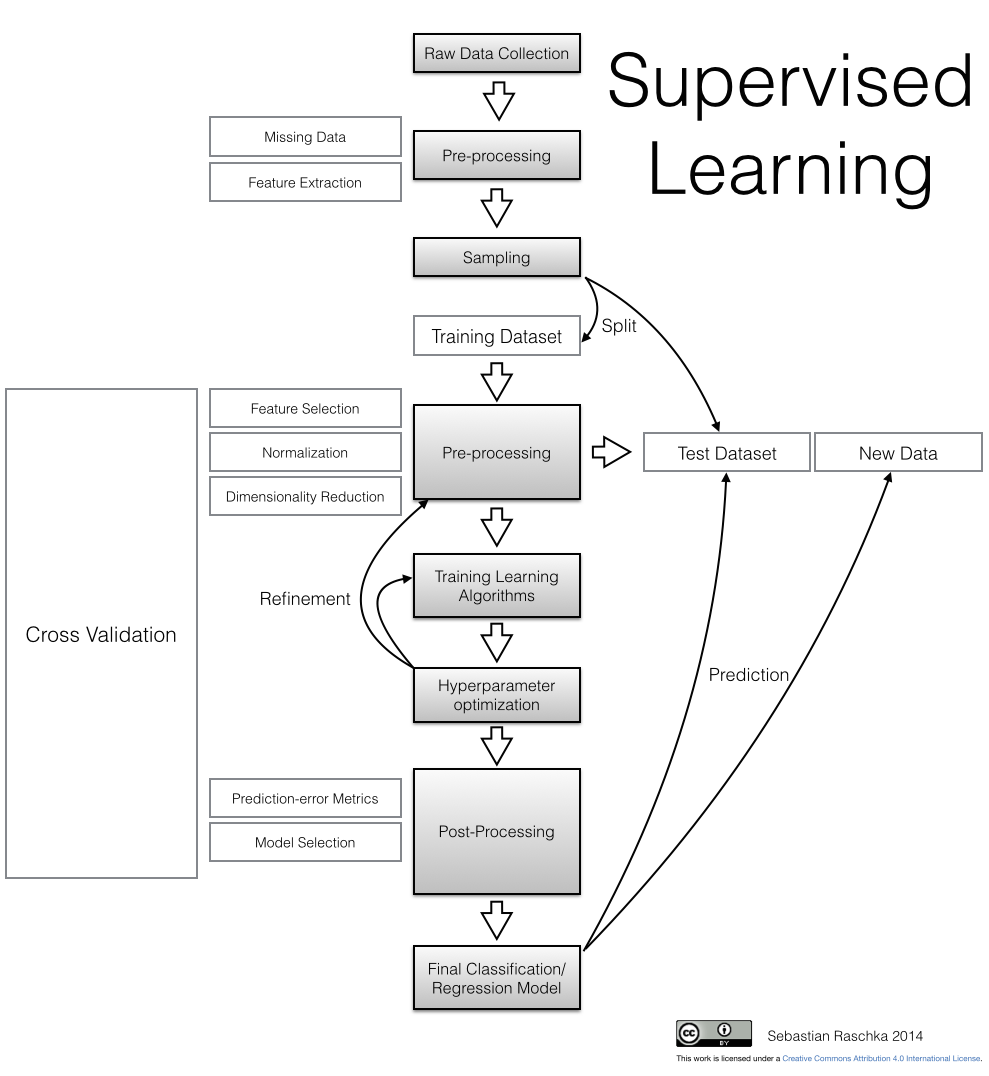 Raw Data Collection
Supervised
Learning
Missing Data
Pre-processing
Feature Extraction
Sampling
Split
Training Dataset
Feature Selection
Normalization
Pre-processing
Test Dataset
New Data
Dimensionality Reduction
Training Learning
Algorithms
Refinement
Cross Validation
Hyperparameter
optimization
Prediction
Prediction-error Metrics
Post-Processing
Model Selection
Final Classification/
Regression Model
cc
BY
Sebastian Raschka 2014
This work is licensed under a Creative Commons Attribution 4.0 International License.